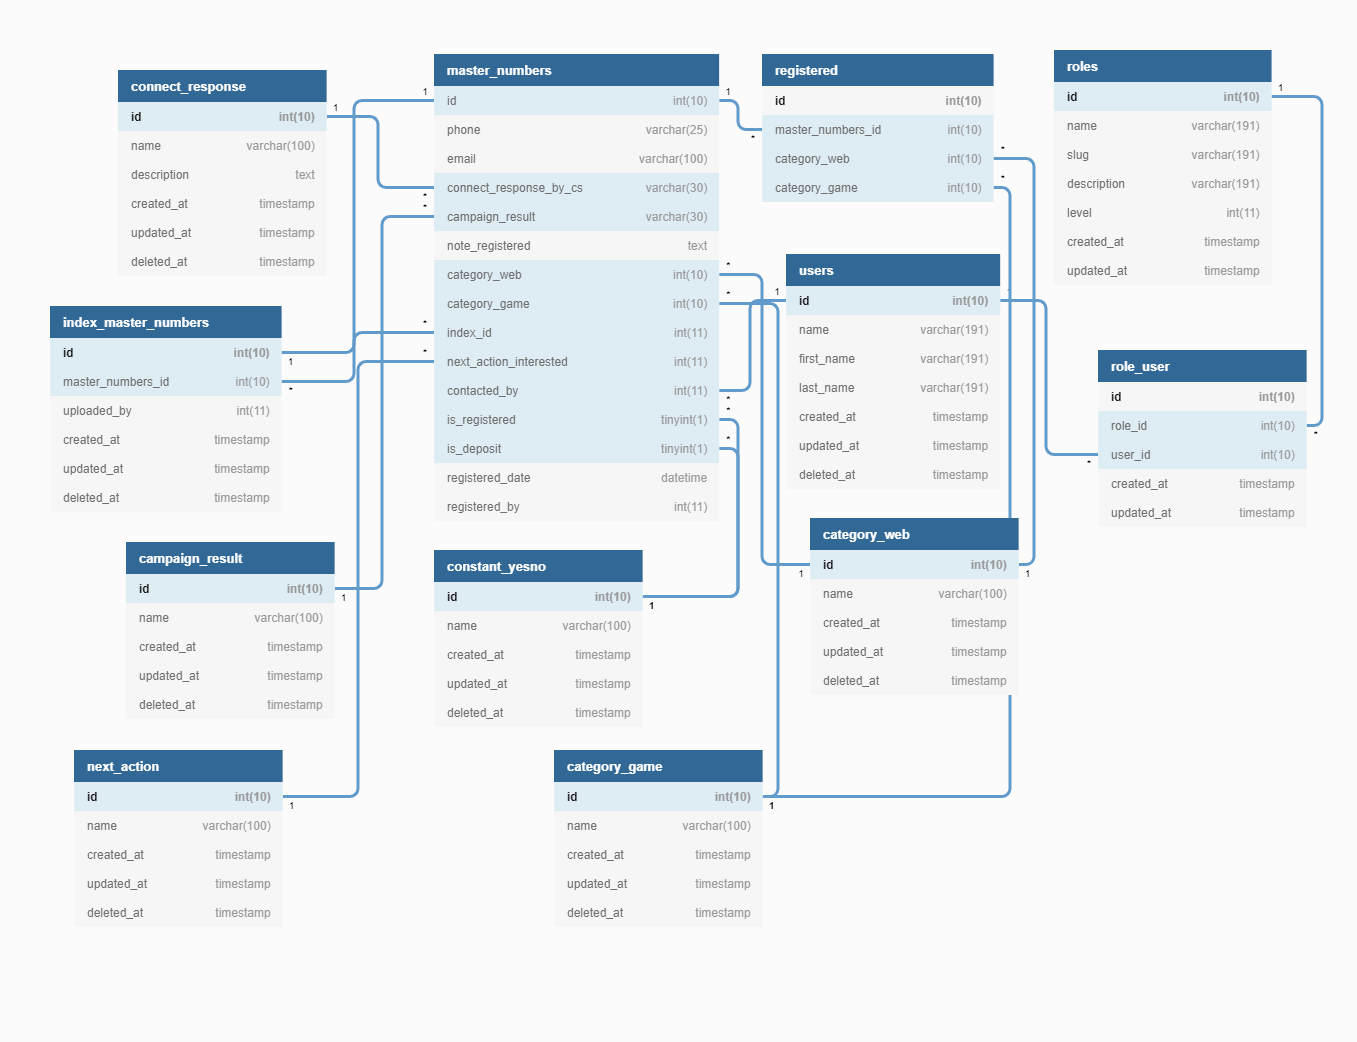 connect_response
id int(10)
name varchar(100)
description text
created_at timestamp
updated_at timestamp
deleted_at timestamp
1
master_numbers
1 id int(10) 1
phone varchar(25)
email varchar(100)
connect_response_by_cs varchar(30)
*
*
campaign_result varchar(30)
note_registered text
category_web int(10) *
category_game int(10) *
* index_id int(11)
* next_action_interested int(11)
contacted_by int(11) *
is_registered tinyint(1) *
is_deposit tinyint(1) *
registered_date datetime
registered_by int(11)
registered
id int(10)
* master_numbers_id int(10)
category_web int(10) *
category_game int(10) *
roles
id int(10) 1
name varchar(191)
slug varchar(191)
description varchar(191)
level int(11)
created_at timestamp
updated_at timestamp
index_master_numbers
id int(10) 1
master_numbers_id int(10) *
uploaded_by int(11)
created_at timestamp
updated_at timestamp
deleted_at timestamp
users
1 id int(10) 1
name varchar(191)
first_name varchar(191)
last_name varchar(191)
created_at timestamp
updated_at timestamp
deleted_at timestamp
role_user
id int(10)
role_id int(10) *
* user_id int(10)
created_at timestamp
updated_at timestamp
campaign_result
id int(10) 1
name varchar(100)
created_at timestamp
updated_at timestamp
deleted_at timestamp
constant_yesno
id int(10) 1
name varchar(100)
created_at timestamp
updated_at timestamp
deleted_at timestamp
category_web
1 id int(10) 1
name varchar(100)
created_at timestamp
updated_at timestamp
deleted_at timestamp
next_action
id int(10) 1
name varchar(100)
created_at timestamp
updated_at timestamp
deleted_at timestamp
category_game
id int(10) 1
name varchar(100)
created_at timestamp
updated_at timestamp
deleted_at timestamp